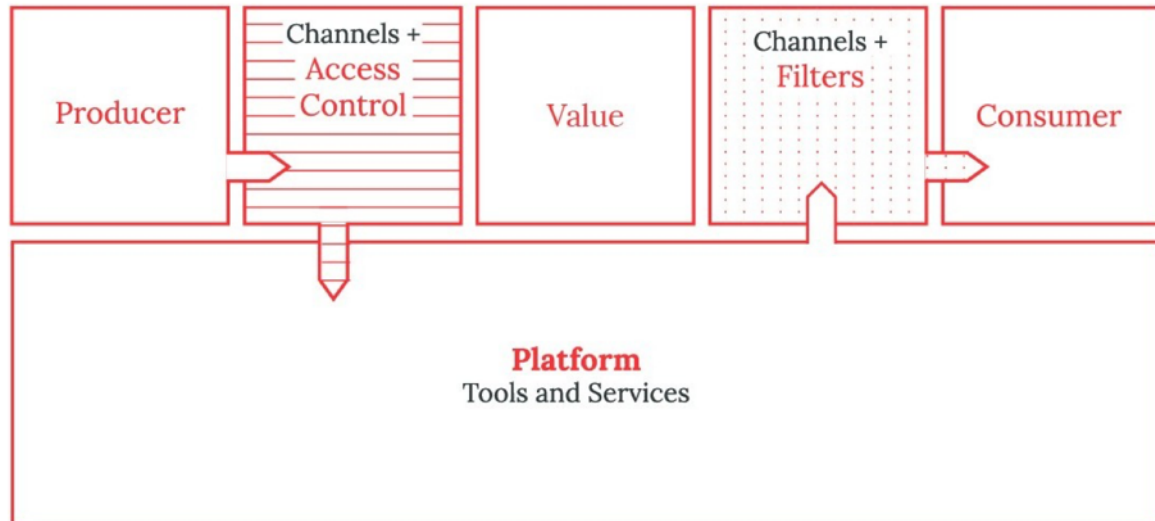 Producer
Channels +
Access
Control
Value
Channels +
Filters
Consumer
Platform
Tools and Services